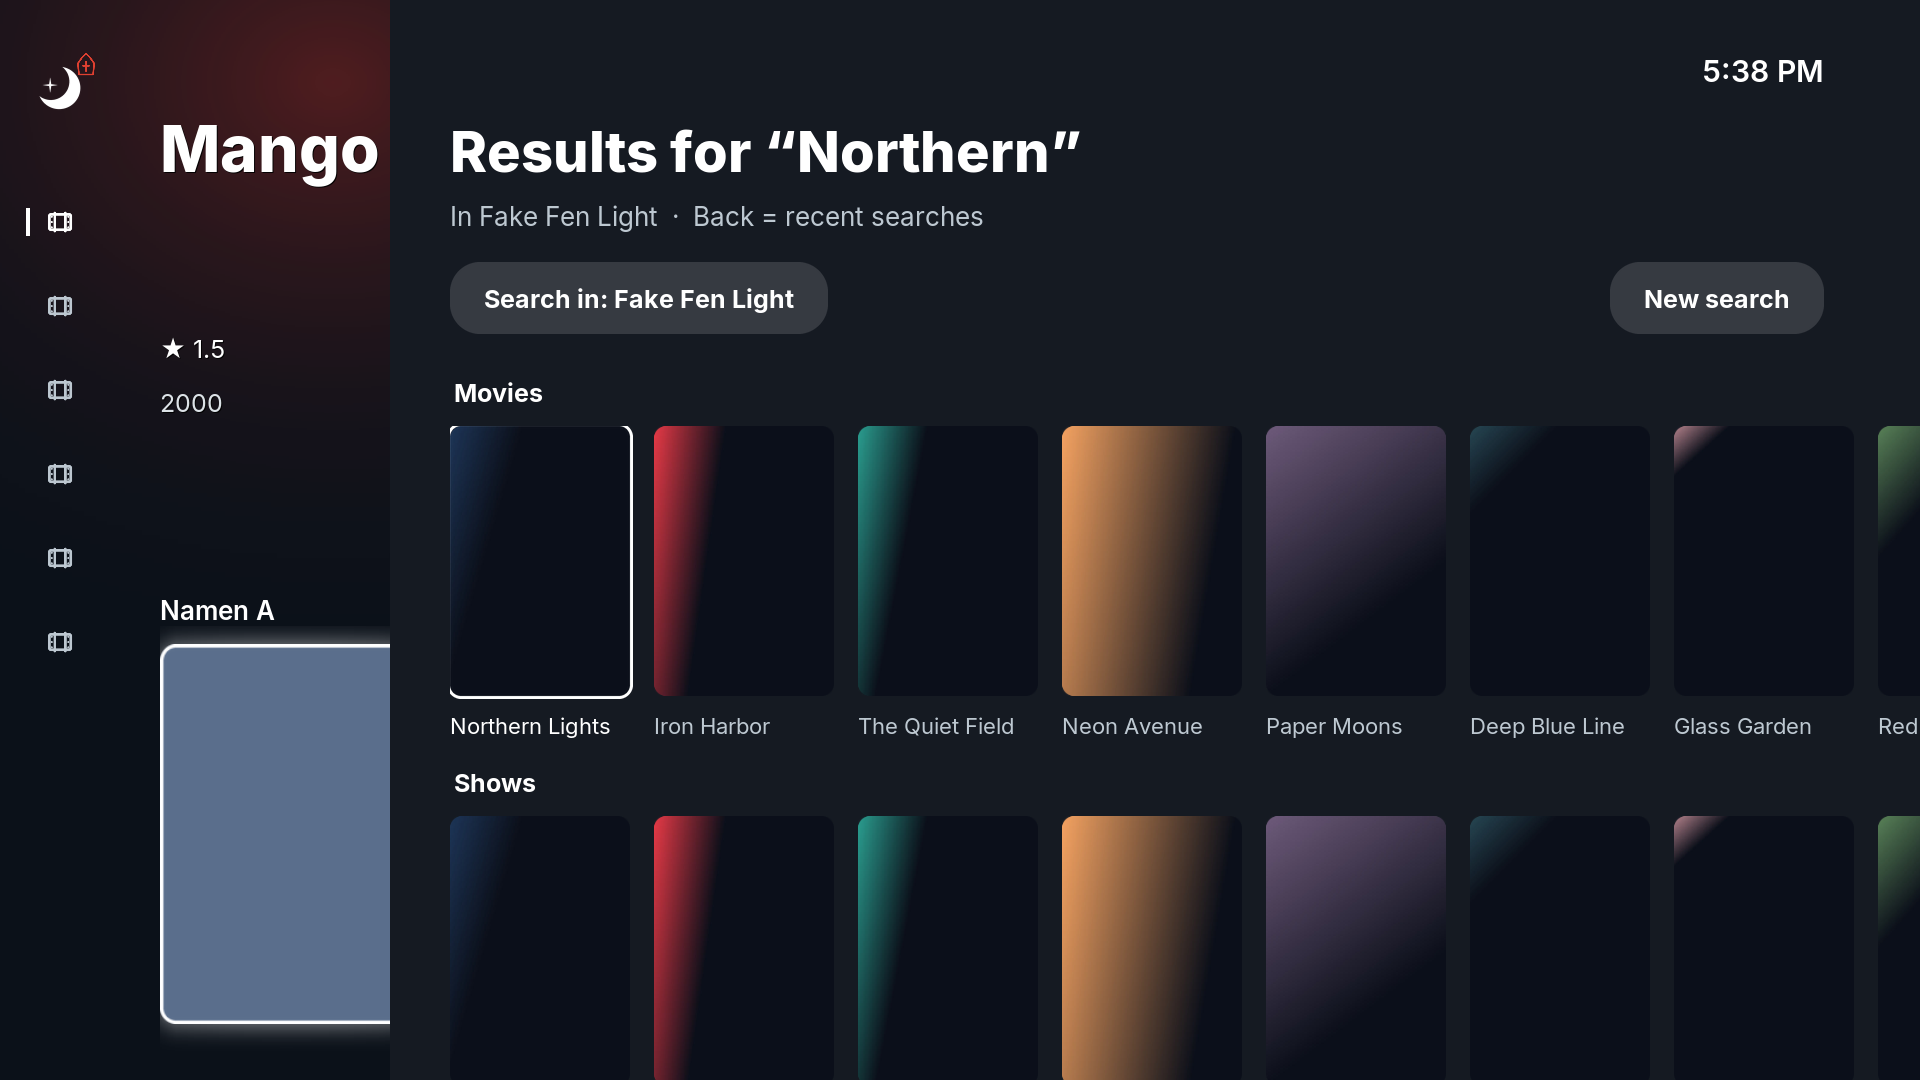 5:38 PM
Mango
Results for “Northern”
In Fake Fen Light · Back = recent searches
Search in: Fake Fen Light
New search
★ 1.5
2000
Movies
Northern Lights
Iron Harbor
The Quiet Field
Neon Avenue
Paper Moons
Deep Blue Line
Glass Garden
Red
Namen A
Shows